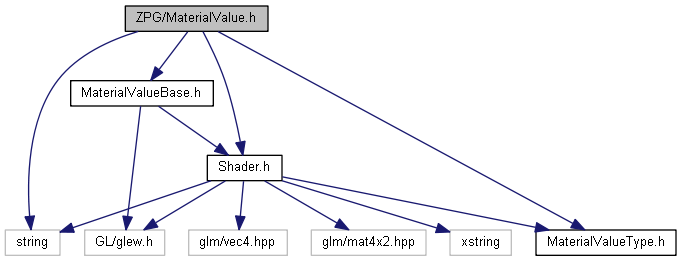 ZPG/MaterialValue.h
MaterialValueBase.h
Shader.h
string
GL/glew.h
glm/vec4.hpp
glm/mat4x2.hpp
xstring
MaterialValueType.h